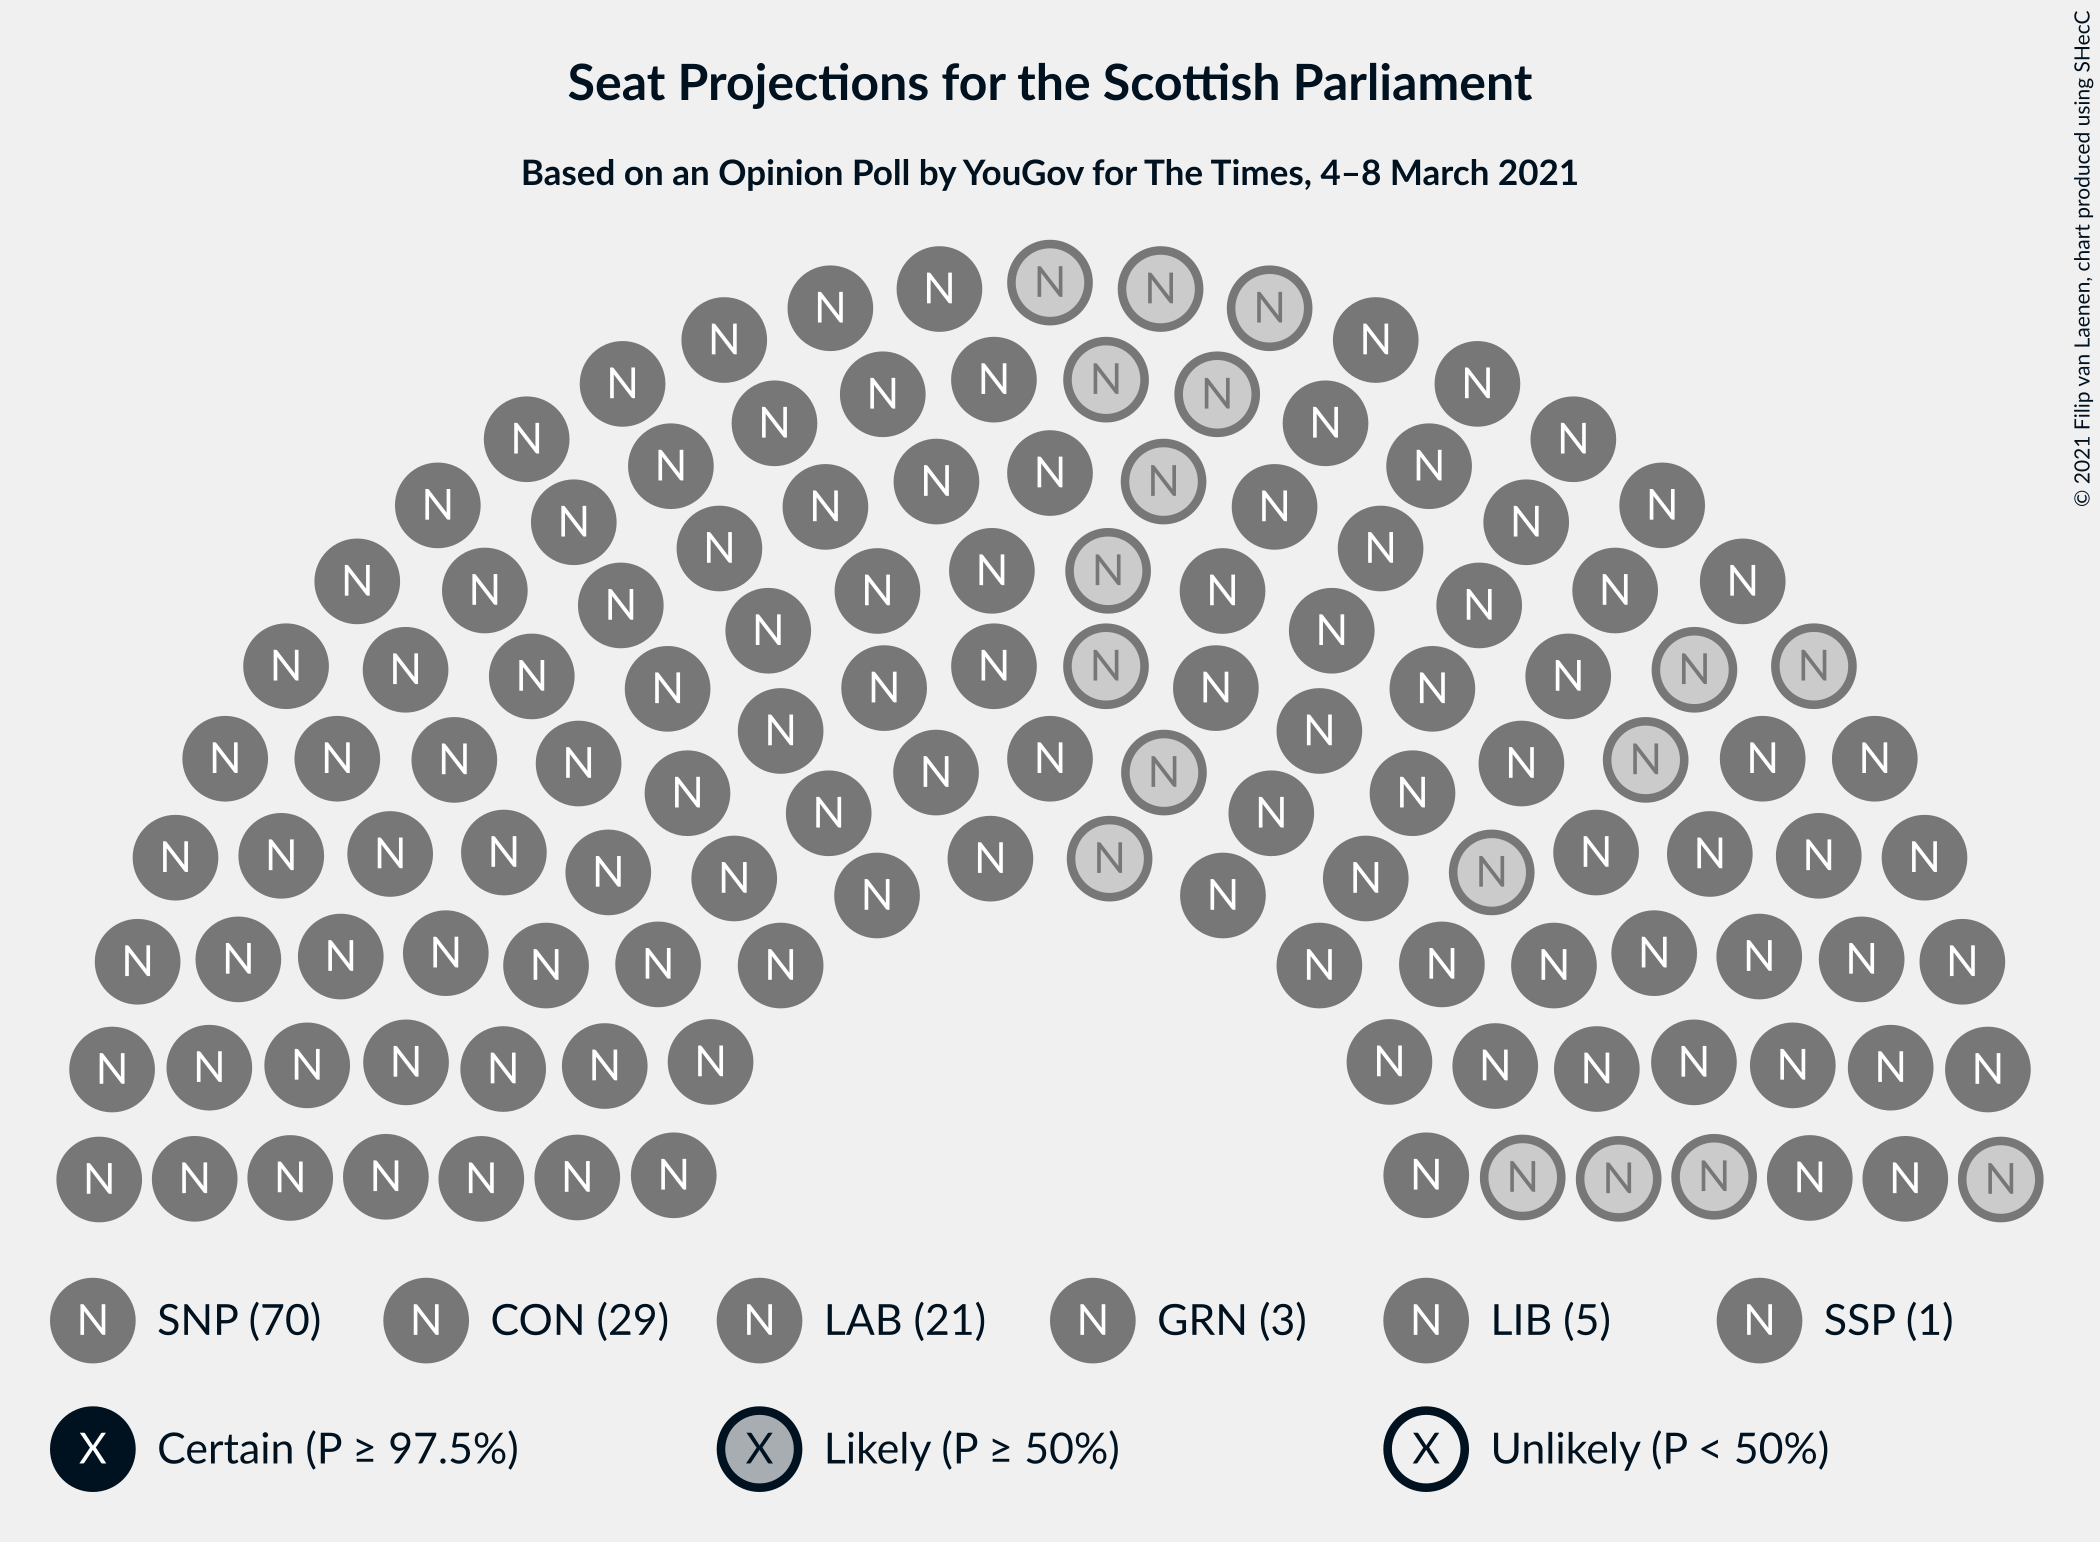 Seat Projections for the Scottish Parliament
Based on an Opinion Poll by YouGov for The Times, 4–8 March 2021
© 2021 Filip van Laenen, chart produced using SHecC
N N N N N
N N
N N N N N N
N N N N
N N N N N
N N N N N N
N N
N N N N N N N N N N
N N
N N N N N N N N N N N N
N N
N N N N N N N N N N N
N N N N
N N N N N N N N N N N N N N N N
N N N N N N N N N N N N N N
N N N N N N N N N N N N N N
N N N N N N N N N N N N N N
N SNP (70) N CON (29) N LAB (21) N GRN (3) N LIB (5) N SSP (1)
X Certain (P ≥ 97.5%) X Likely (P ≥ 50%) X Unlikely (P < 50%)